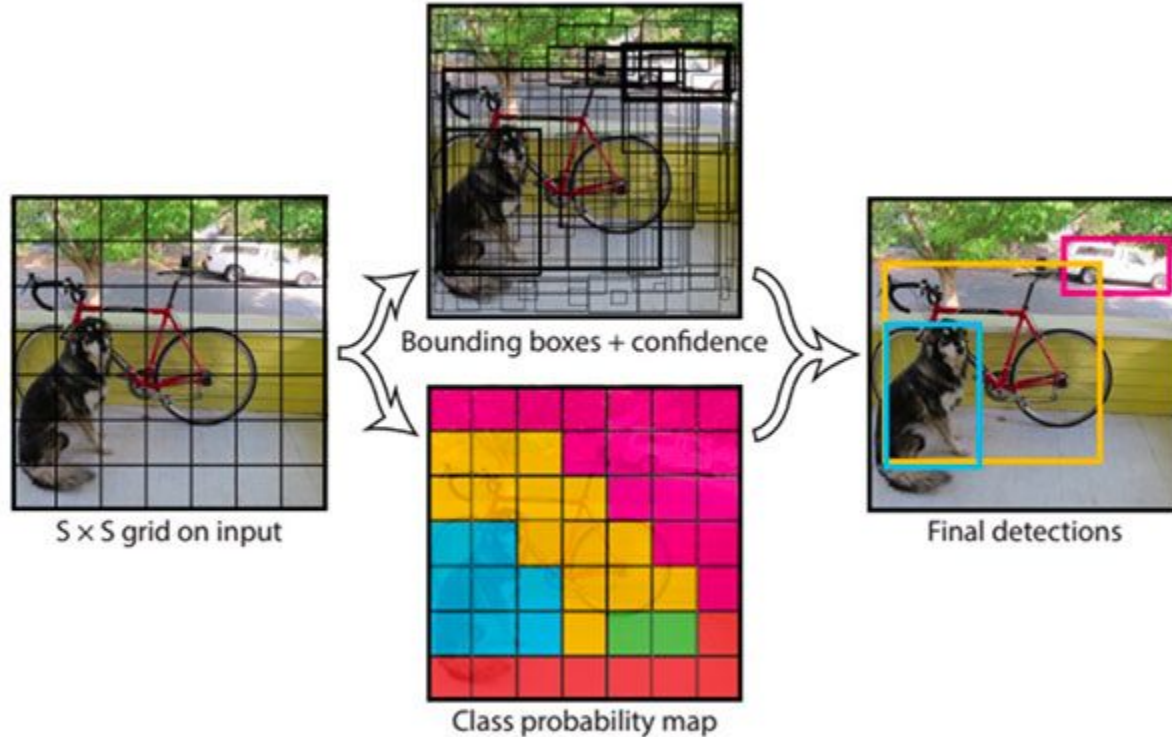 S × S grid on input
Bounding boxes + confidence
Class probability map
Final detections